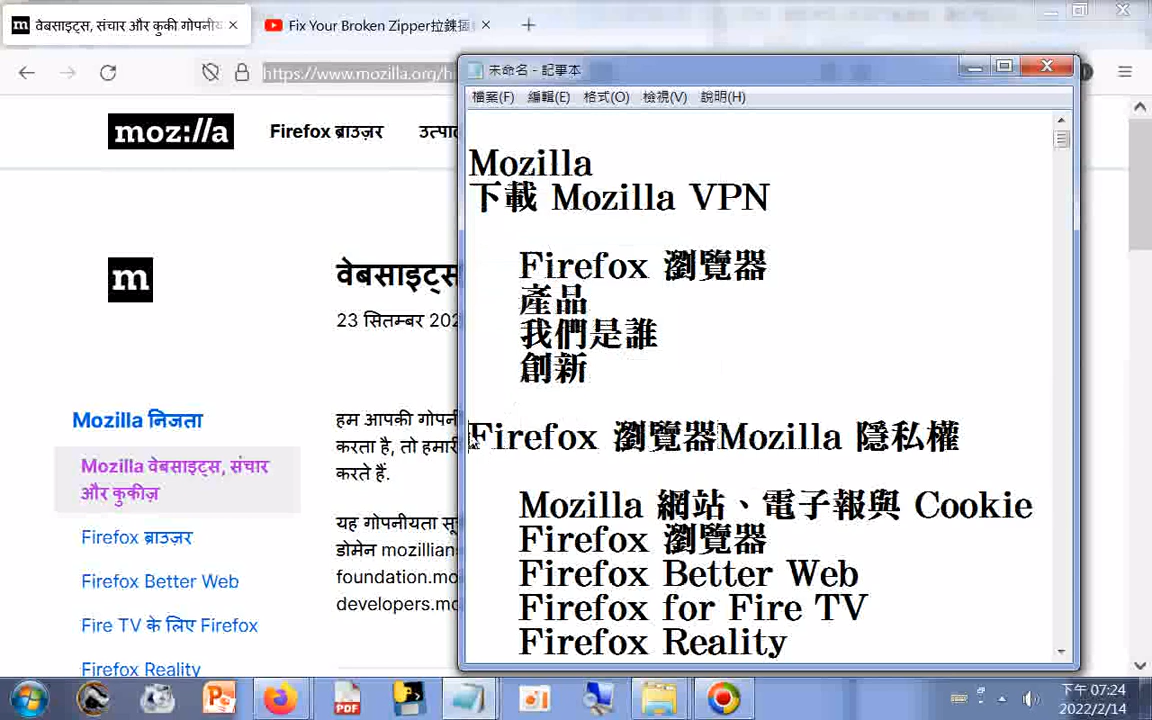 वेबसाइट्स, संचार और कुकी गोपनीय
Fix Your Broken Zipper拉鍊
https://www.mozilla.org/h
moz://a
Firefox ब्राउज़र
उत्पा
m
वेबसाइट्स
23 सितम्बर 202
Mozilla निजता
Mozilla वेबसाइट्स, संचार
और कुकीज़
Firefox ब्राउज़र
Firefox Better Web
Fire TV के लिए Firefox
Firefox Reality
हम आपकी गोपनी
करता है, तो हमारी
करते हैं.
यह गोपनीयता सू
डोमेन mozillian
foundation.mo
developers.mo
未命名 - 記事本
檔案(F) 編輯(E) 格式(O) 檢視(V) 說明(H)
Mozilla
下載 Mozilla VPN
Firefox 瀏覽器
產品
我們是誰
創新
Firefox 瀏覽器Mozilla 隱私權
Mozilla 網站、電子報與 Cookie
Firefox 瀏覽器
Firefox Better Web
Firefox for Fire TV
Firefox Reality
PDF
下午 07:24
2022/2/14